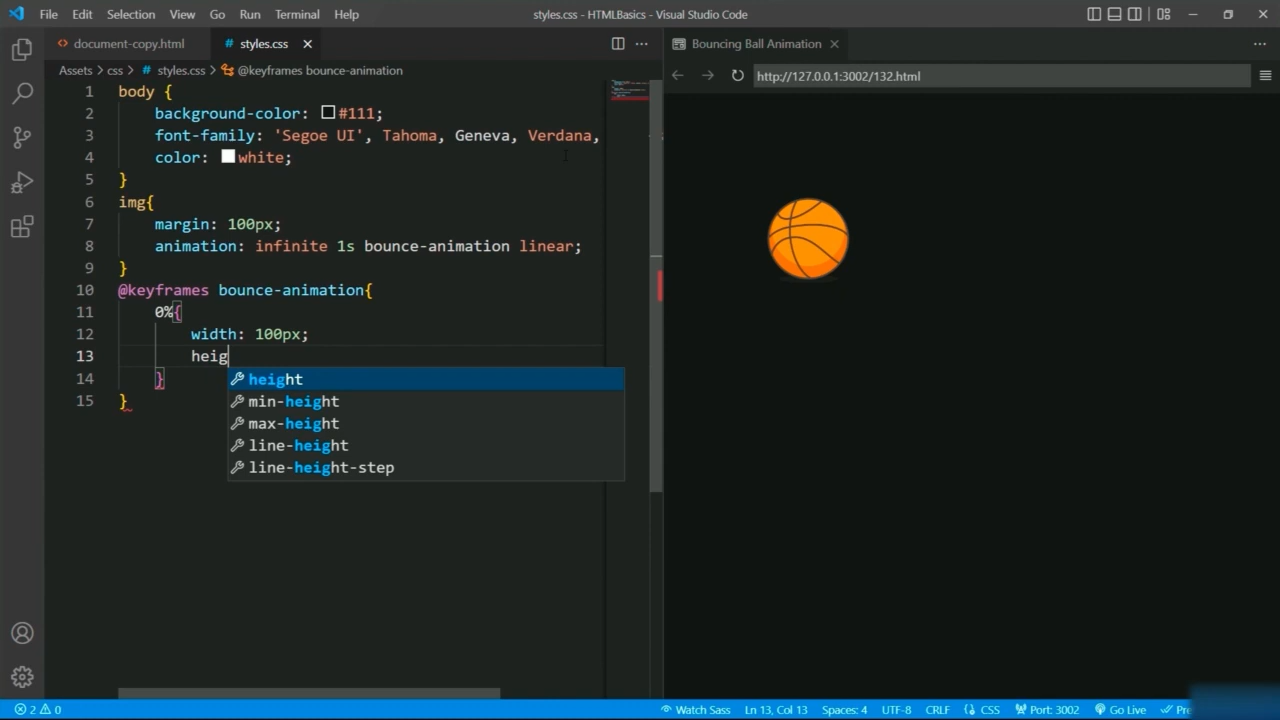 File Edit Selection View Go Run Terminal Help styles.css - HTMLBasics - Visual Studio Code
document-copy.html # styles.css
Assets > css > # styles.css > @keyframes bounce-animation
1 body {
2 background-color: #111;
3 font-family: 'Segoe UI', Tahoma, Geneva, Verdana,
4 color: white;
5 }
6 img{
7 margin: 100px;
8 animation: infinite 1s bounce-animation linear;
9 }
10 @keyframes bounce-animation{
11 0%{
12 width: 100px;
13 heig
14 }
15 }
height
min-height
max-height
line-height
line-height-step
Bouncing Ball Animation
http://127.0.0.1:3002/132.html
2 0 Watch Sass Ln 13, Col 13 Spaces: 4 UTF-8 CRLF CSS Port: 3002 Go Live